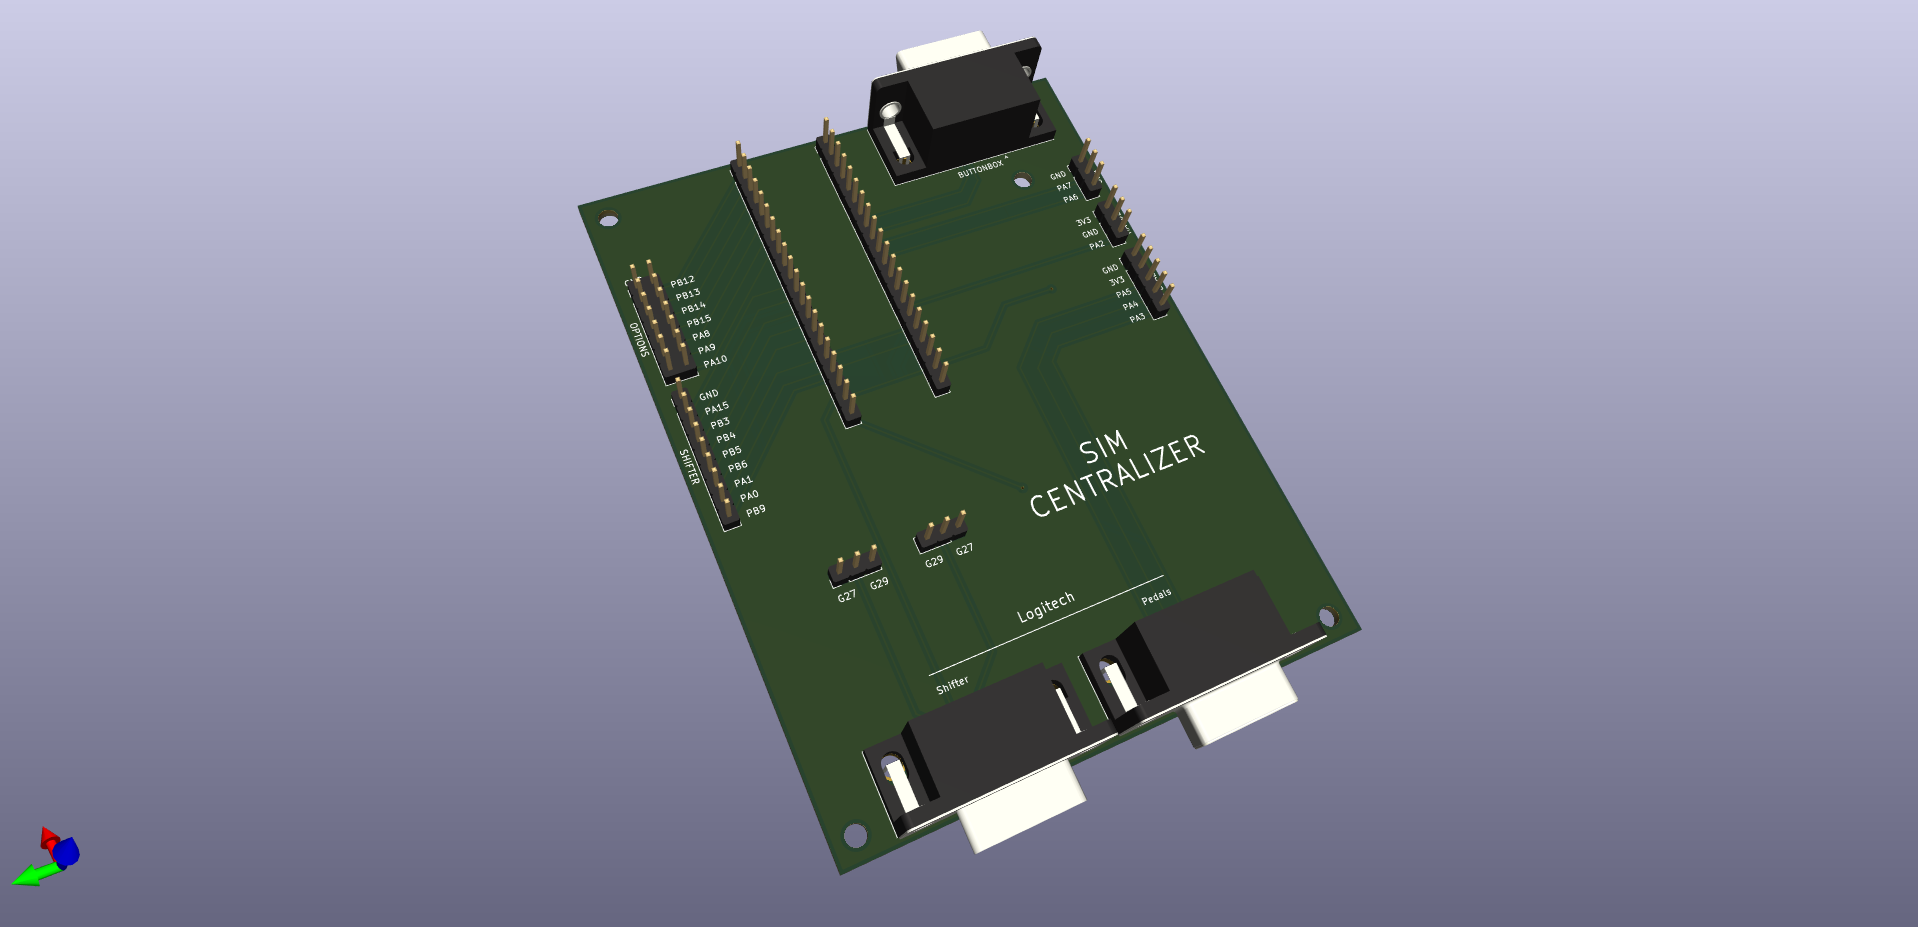 BUTTONBOX
GND
PA7
PA6
3V3
GND
PA2
GND
3V3
PA5
PA4
PA3
PB12
PB13
PB14
PB15
PA8
PA9
PA10
OPTIONS
GND
PA15
PB3
PB4
PB5
PB6
PA1
PA0
PB9
SHIFTER
SIM
CENTRALIZER
G29
G27
G27
G29
Logitech
Pedals
Shifter